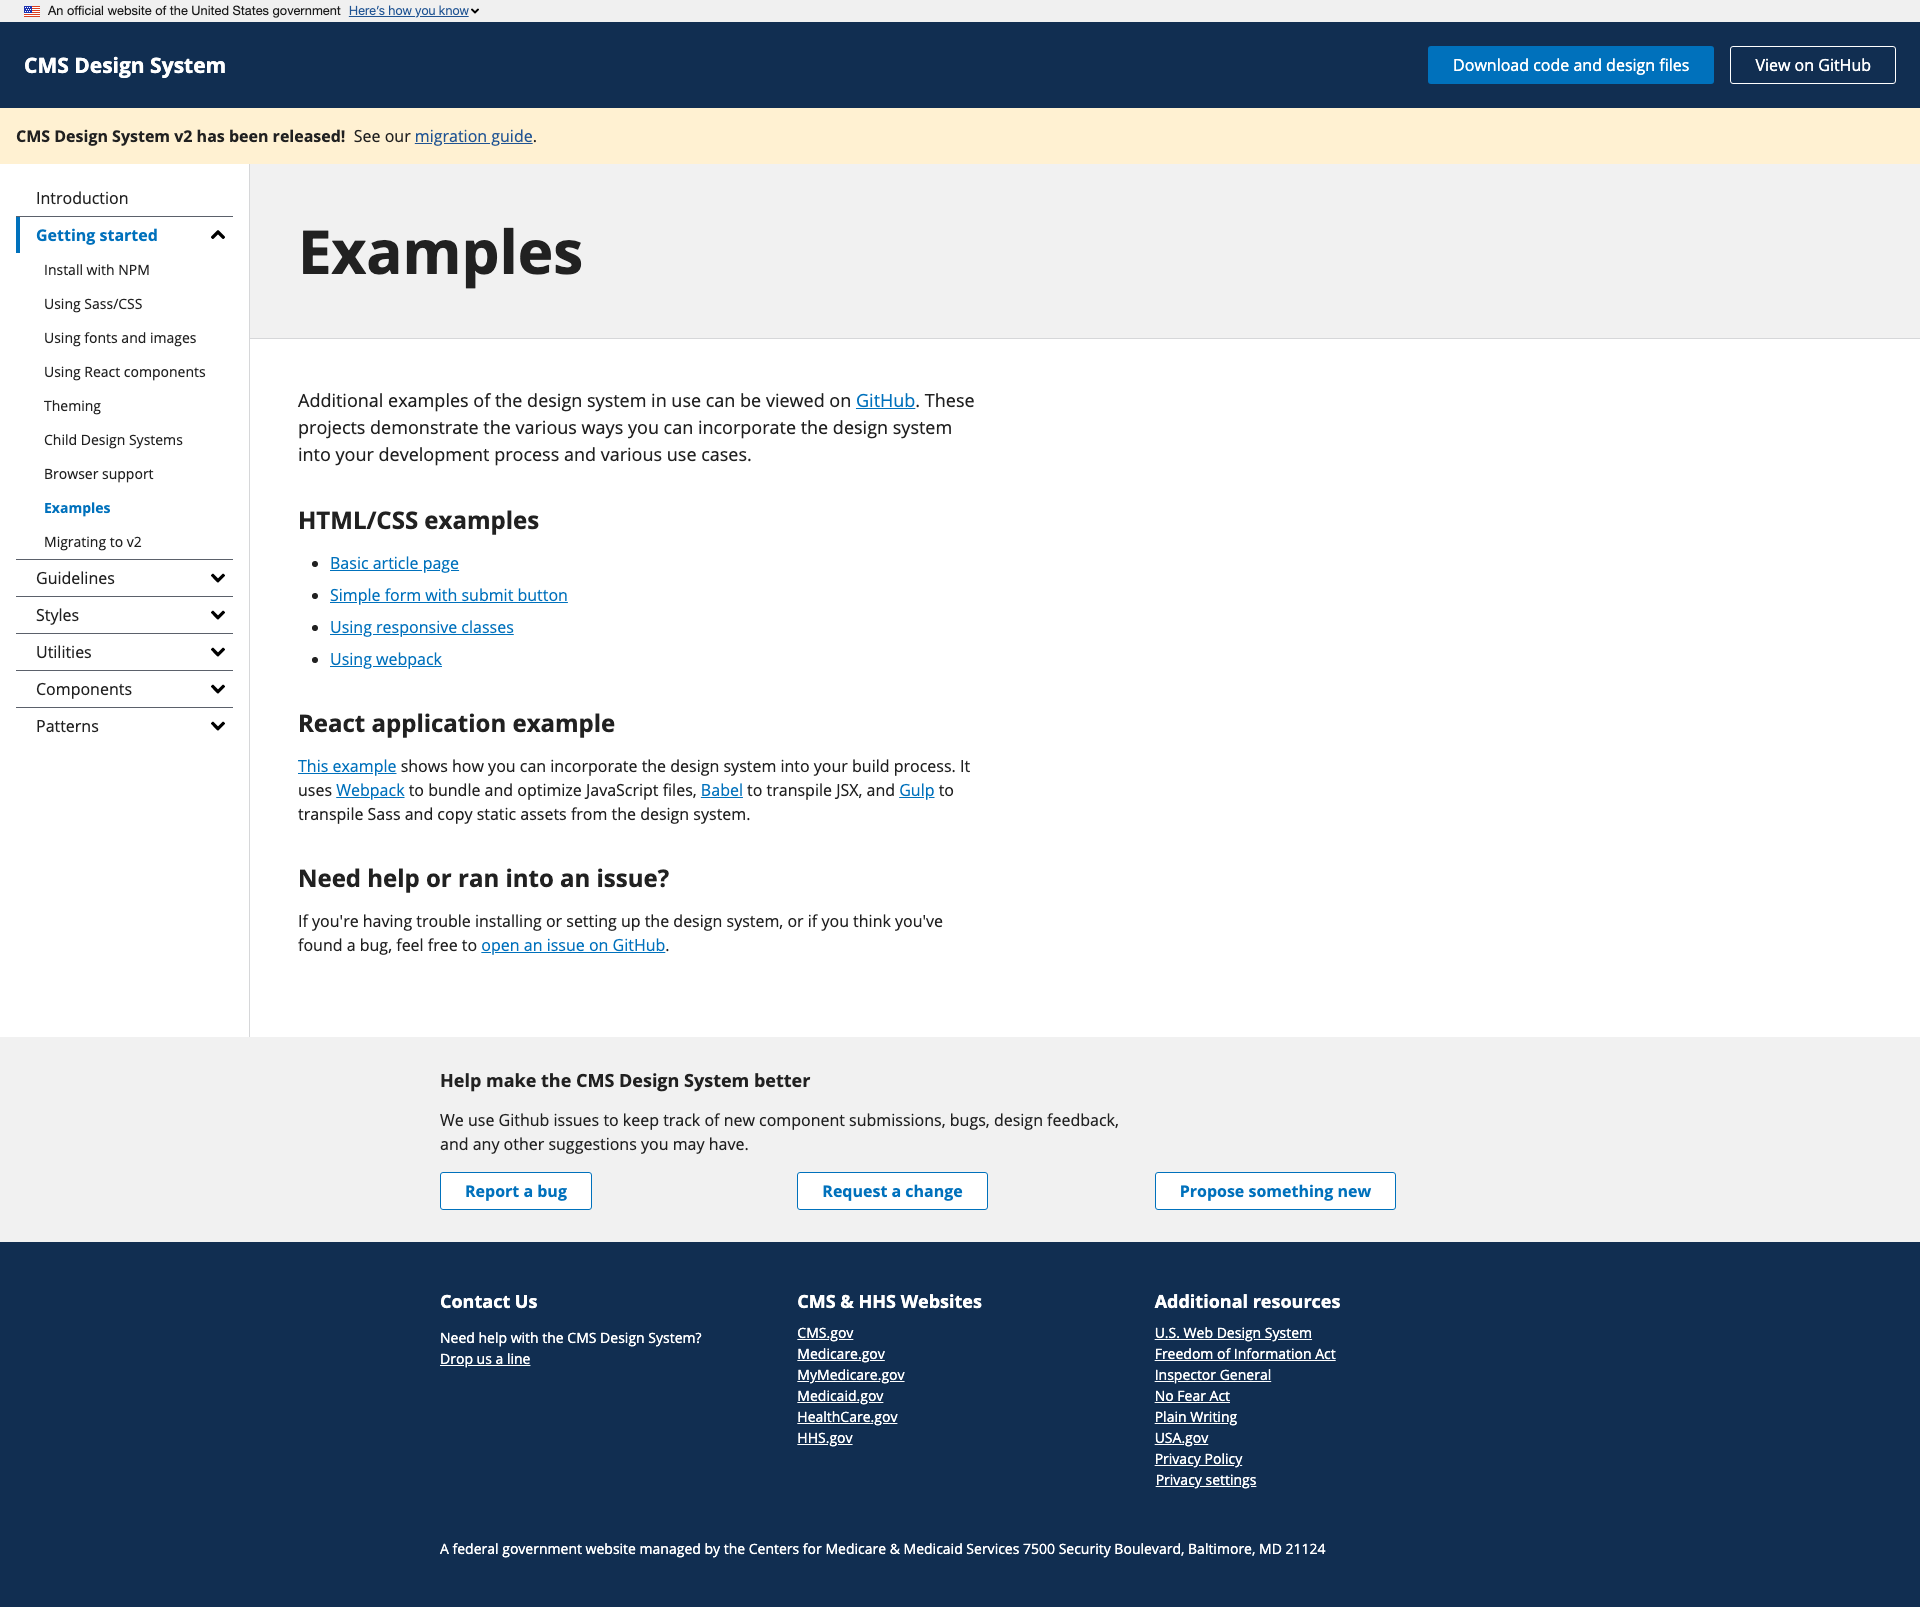 An official website of the United States government Here's how you know
CMS Design System
Download code and design files
View on GitHub
CMS Design System v2 has been released! See our migration guide.
Introduction
Getting started
Install with NPM
Using Sass/CSS
Using fonts and images
Using React components
Theming
Child Design Systems
Browser support
Examples
Migrating to v2
Guidelines
Styles
Utilities
Components
Patterns
Examples
Additional examples of the design system in use can be viewed on GitHub. These
projects demonstrate the various ways you can incorporate the design system
into your development process and various use cases.
HTML/CSS examples
Basic article page
Simple form with submit button
Using responsive classes
Using webpack
React application example
This example shows how you can incorporate the design system into your build process. It
uses Webpack to bundle and optimize JavaScript files, Babel to transpile JSX, and Gulp to
transpile Sass and copy static assets from the design system.
Need help or ran into an issue?
If you're having trouble installing or setting up the design system, or if you think you've
found a bug, feel free to open an issue on GitHub.
Help make the CMS Design System better
We use Github issues to keep track of new component submissions, bugs, design feedback,
and any other suggestions you may have.
Report a bug
Request a change
Propose something new
Contact Us
Need help with the CMS Design System?
Drop us a line
CMS & HHS Websites
CMS.gov
Medicare.gov
MyMedicare.gov
Medicaid.gov
HealthCare.gov
HHS.gov
Additional resources
U.S. Web Design System
Freedom of Information Act
Inspector General
No Fear Act
Plain Writing
USA.gov
Privacy Policy
Privacy settings
A federal government website managed by the Centers for Medicare & Medicaid Services 7500 Security Boulevard, Baltimore, MD 21124